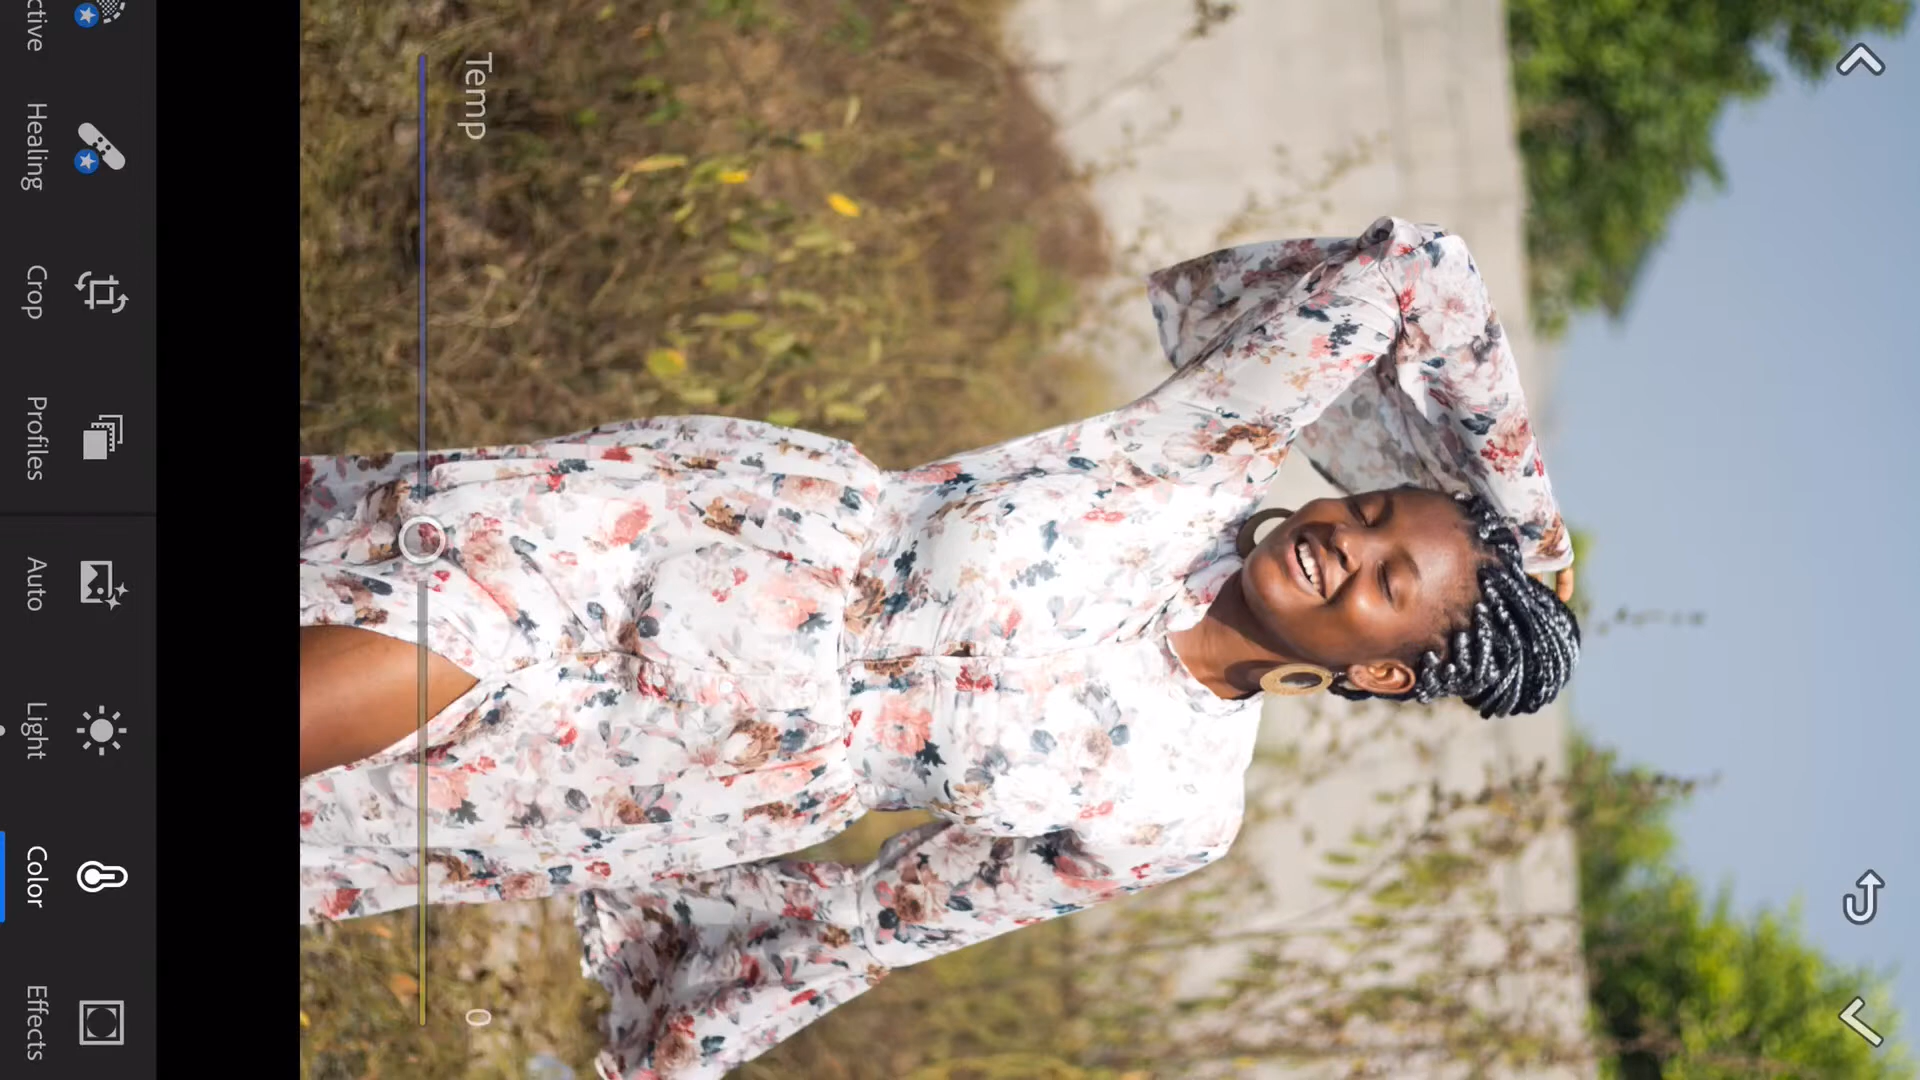 Temp
0
ctive
Healing
Crop
Profiles
Auto
Light
Color
Effects